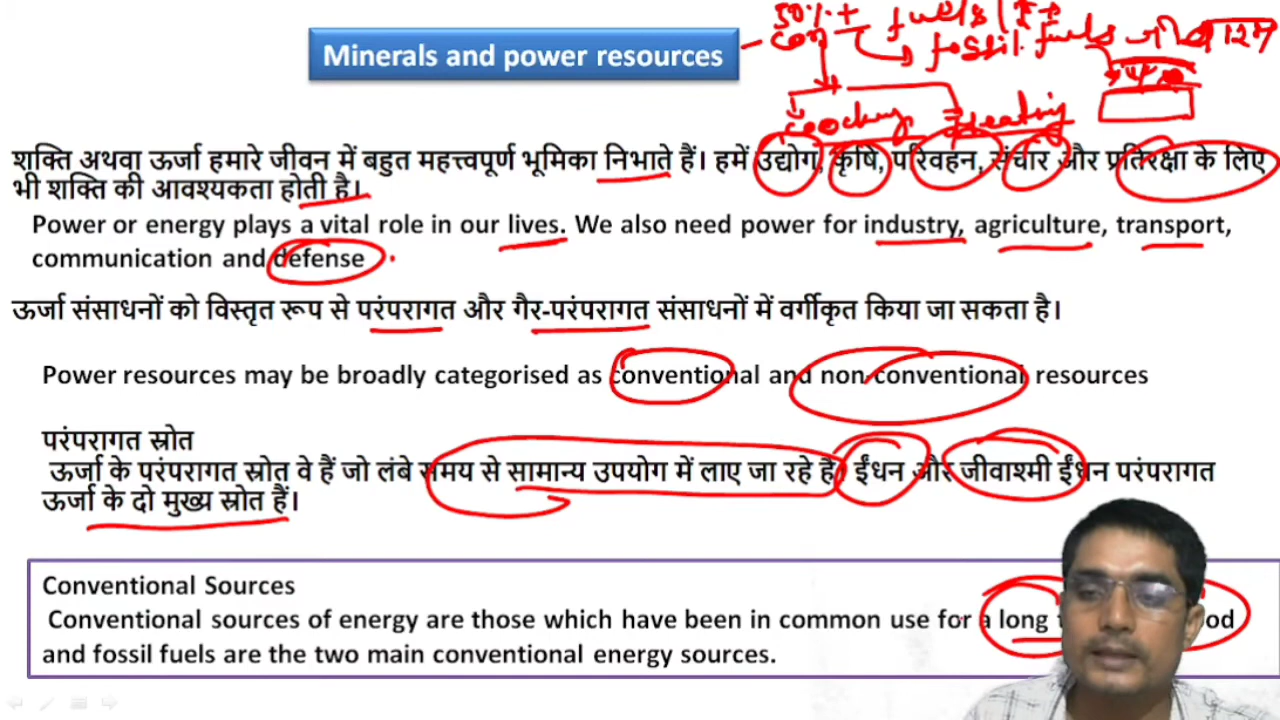 50%+ fuels
Minerals and power resources
con fossil fuels
cooking Heating
शक्ति अथवा ऊर्जा हमारे जीवन में बहुत महत्त्वपूर्ण भूमिका निभाते हैं। हमें उद्योग, कृषि, परिवहन, संचार और प्रतिरक्षा के लिए
भी शक्ति की आवश्यकता होती है।
Power or energy plays a vital role in our lives. We also need power for industry, agriculture, transport,
communication and defense
ऊर्जा संसाधनों को विस्तृत रूप से परंपरागत और गैर-परंपरागत संसाधनों में वर्गीकृत किया जा सकता है।
Power resources may be broadly categorised as conventional and non conventional resources
परंपरागत स्रोत
ऊर्जा के परंपरागत स्रोत वे हैं जो लंबे समय से सामान्य उपयोग में लाए जा रहे हैं ईंधन और जीवाश्मी ईंधन परंपरागत
ऊर्जा के दो मुख्य स्रोत हैं।
Conventional Sources
Conventional sources of energy are those which have been in common use for a long
and fossil fuels are the two main conventional energy sources.